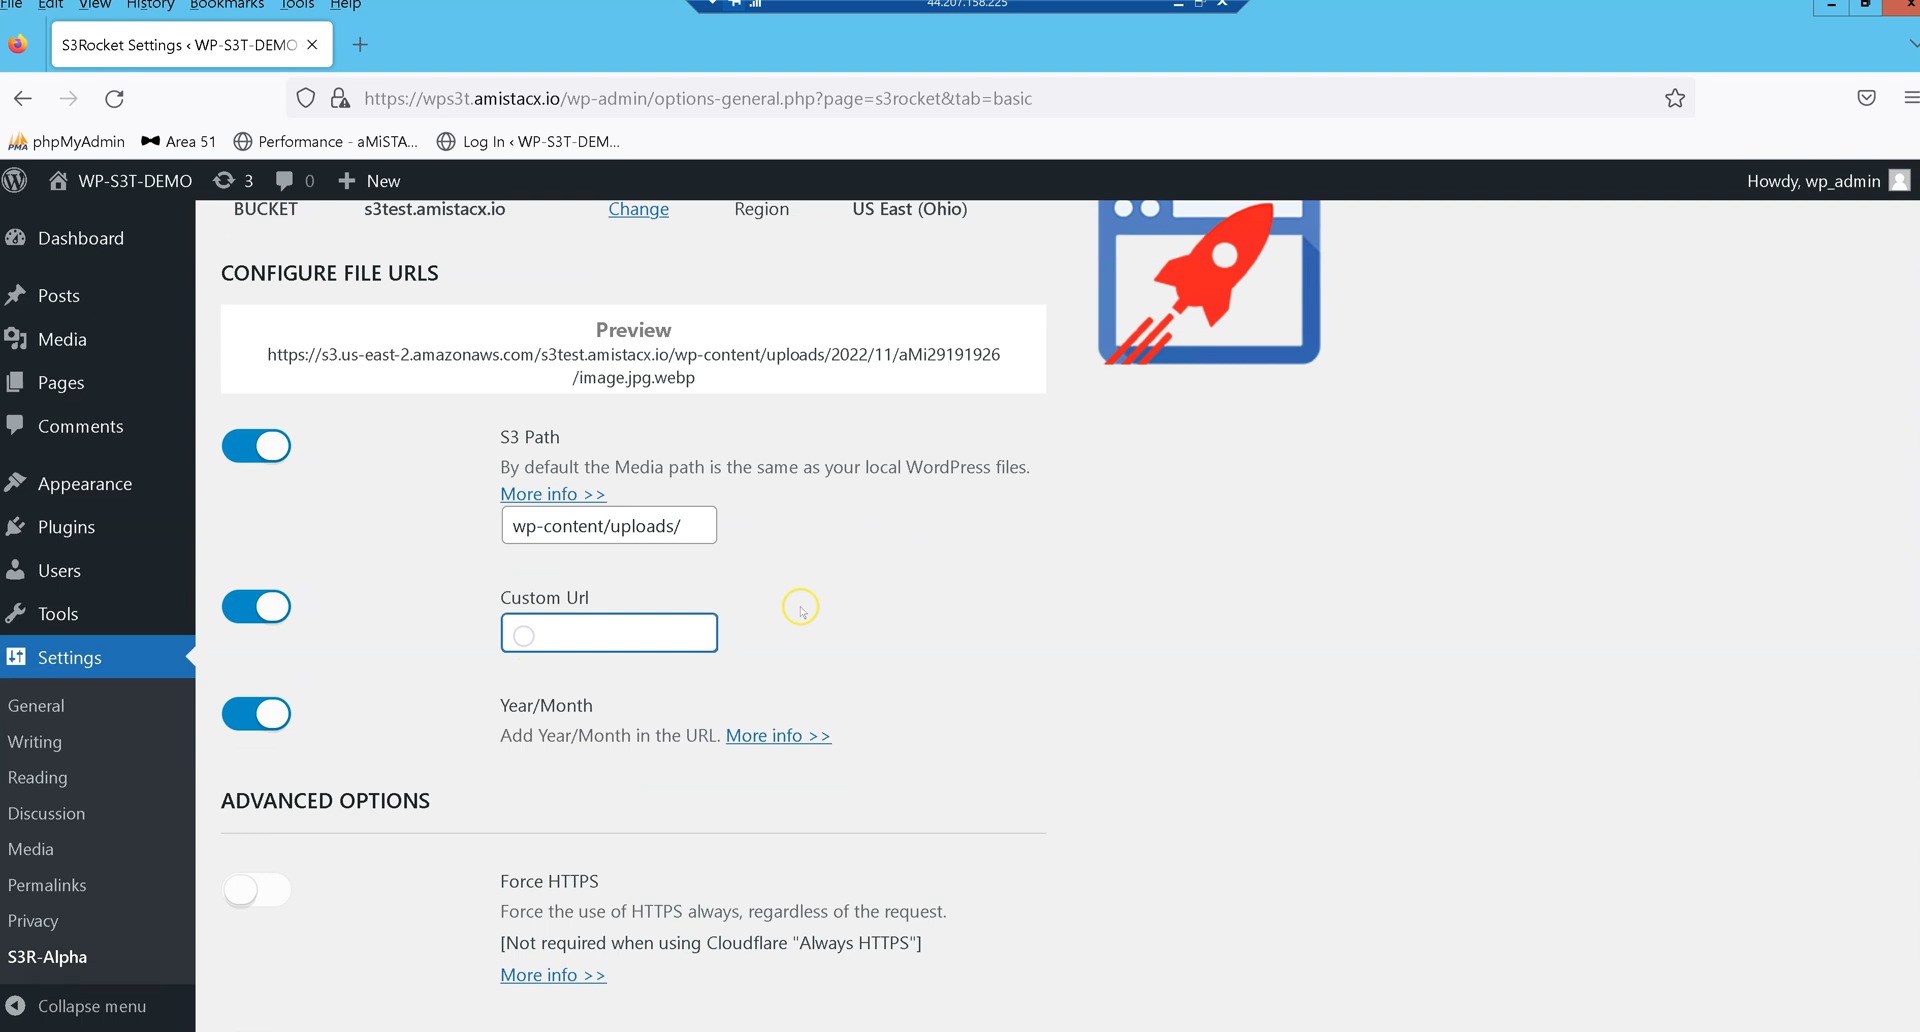 File Edit View History Bookmarks Tools Help
44.207.158.225
S3Rocket Settings ‹ WP-S3T-DEMO
https://wps3t.amistacx.io/wp-admin/options-general.php?page=s3rocket&tab=basic
phpMyAdmin Area 51 Performance - aMiSTA... Log In ‹ WP-S3T-DEM...
WP-S3T-DEMO 3 0 + New Howdy, wp_admin
BUCKET s3test.amistacx.io Change Region US East (Ohio)
Dashboard
Posts
Media
Pages
Comments
Appearance
Plugins
Users
Tools
Settings
General
Writing
Reading
Discussion
Media
Permalinks
Privacy
S3R-Alpha
Collapse menu
CONFIGURE FILE URLS
Preview
https://s3.us-east-2.amazonaws.com/s3test.amistacx.io/wp-content/uploads/2022/11/aMi29191926
/image.jpg.webp
S3 Path
By default the Media path is the same as your local WordPress files.
More info >>
wp-content/uploads/
Custom Url
Year/Month
Add Year/Month in the URL. More info >>
ADVANCED OPTIONS
Force HTTPS
Force the use of HTTPS always, regardless of the request.
[Not required when using Cloudflare "Always HTTPS"]
More info >>